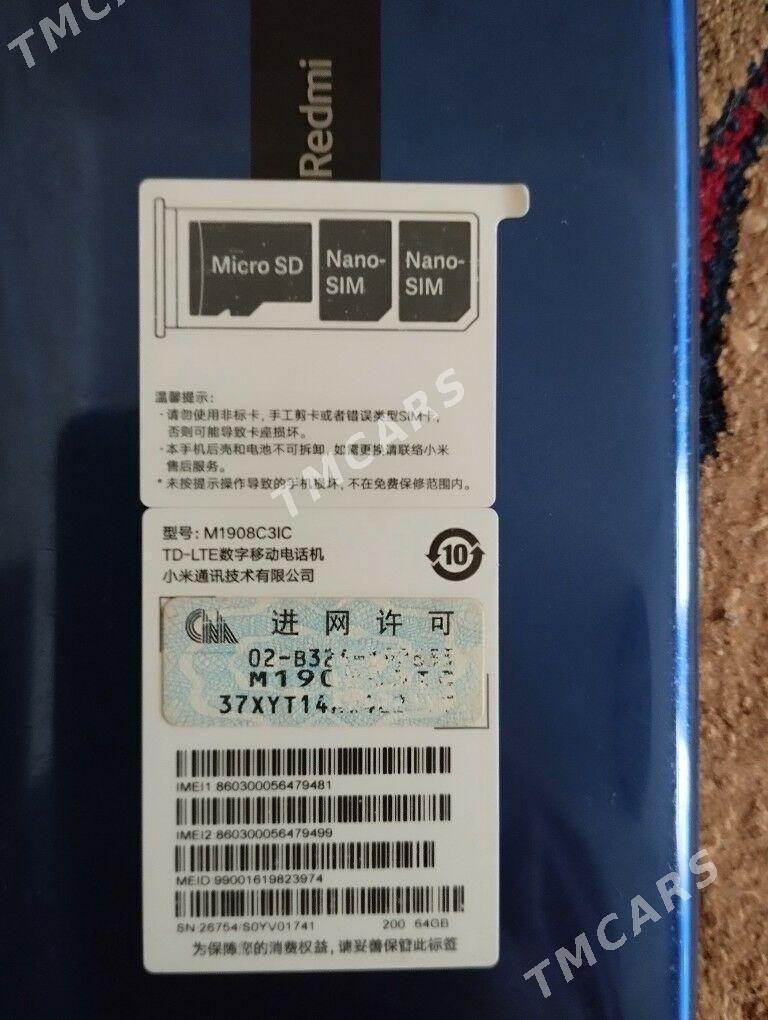 TMCARS
Redmi
Micro SD
Nano-
SIM
Nano-
SIM
温馨提示:
·请勿使用非标卡,手工剪卡或者错误类型SIM卡,
否则可能导致卡座损坏。
·本手机后壳和电池不可拆卸,如需更换请联络小米
售后服务。
*未按提示操作导致的手机损坏,不在免费保修范围内。
TMCARS
型号: M1908C3IC
TD-LTE数字移动电话机
小米通讯技术有限公司
10
CNA 进网许可
02-B32
M190
37XYT14
IMEI1 860300056479481
IMEI2 860300056479499
MEID 99001619823974
SN 26754/S0YV01741 200 64GB
为保障您的消费权益,请妥善保管此标签
TMCARS